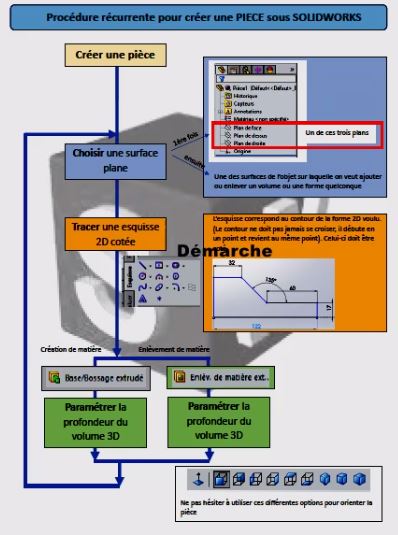 Procédure récurrente pour créer une PIECE sous SOLIDWORKS
Créer une pièce
Choisir une surface
plane
1ère fois
ensuite
Pièce1 (Défaut<<Défaut>_E
Historique
Capteurs
Annotations
Matériau <non spécifié>
Plan de face
Plan de dessus
Plan de droite
Origine
Un de ces trois plans
Une des surfaces de l'objet sur laquelle on veut ajouter
ou enlever un volume ou une forme quelconque
Tracer une esquisse
2D cotée
L'esquisse correspond au contour de la forme 2D voulu.
(Le contour ne doit pas jamais se croiser, il débute en
un point et revient au même point). Celui-ci doit être
Démarche
Esquisse
32
135°
60
17
122
Création de matière
Enlèvement de matière
Base/Bossage extrudé
Enlèv. de matière ext...
Paramétrer la
profondeur du
volume 3D
Paramétrer la
profondeur du
volume 3D
Ne pas hésiter à utiliser ces différentes options pour orienter la
pièce